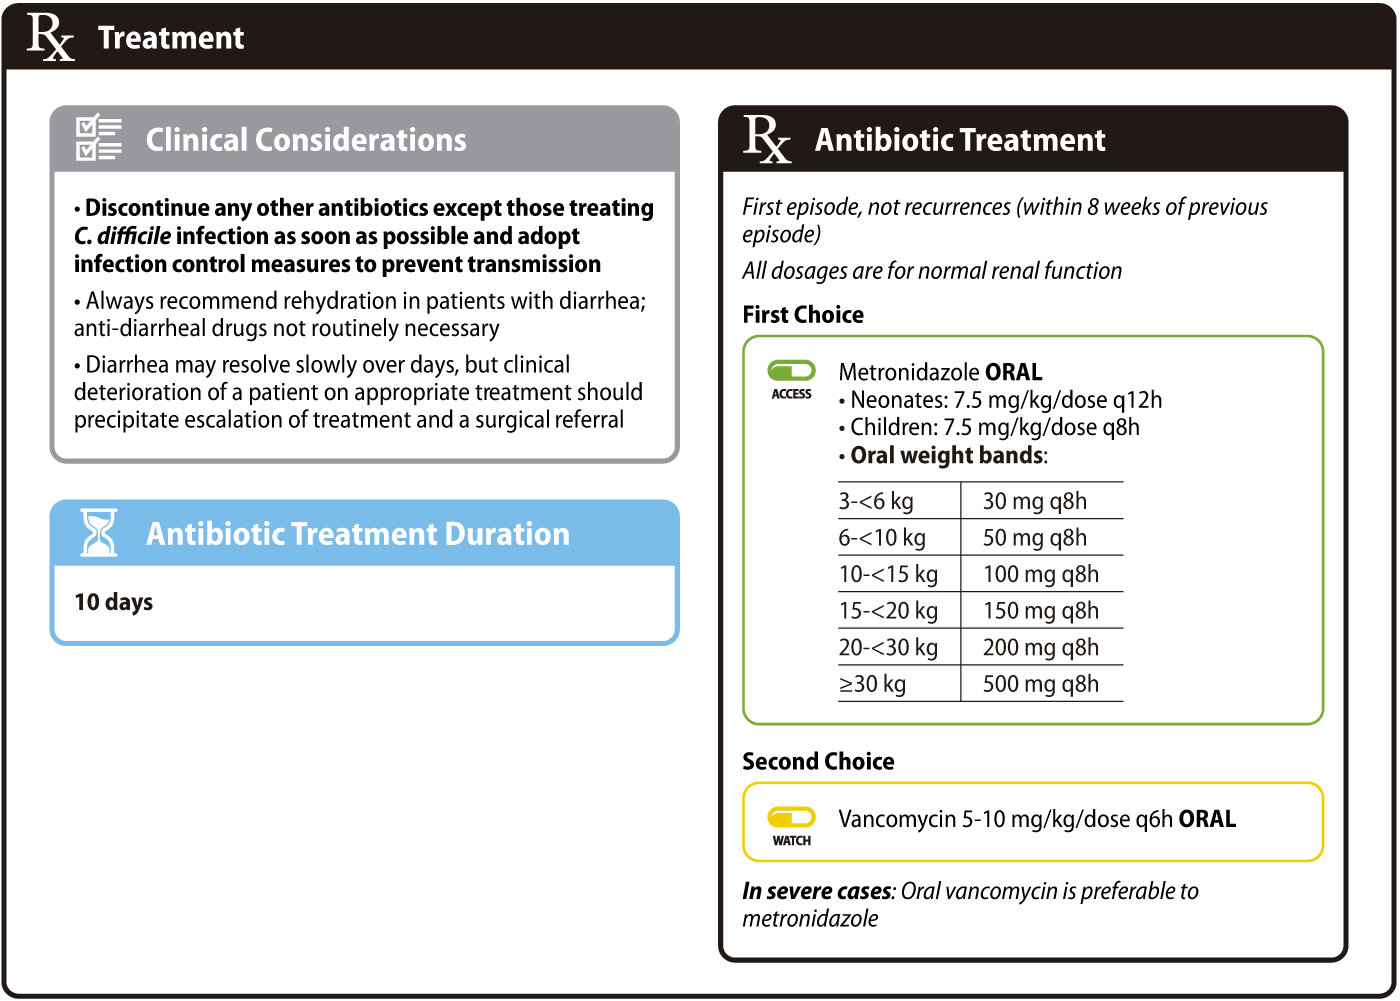 Rx Treatment
Clinical Considerations
• Discontinue any other antibiotics except those treating
C. difficile infection as soon as possible and adopt
infection control measures to prevent transmission
• Always recommend rehydration in patients with diarrhea;
anti-diarrheal drugs not routinely necessary
• Diarrhea may resolve slowly over days, but clinical
deterioration of a patient on appropriate treatment should
precipitate escalation of treatment and a surgical referral
Antibiotic Treatment Duration
10 days
Rx Antibiotic Treatment
First episode, not recurrences (within 8 weeks of previous
episode)
All dosages are for normal renal function
First Choice
ACCESS
Metronidazole ORAL
• Neonates: 7.5 mg/kg/dose q12h
• Children: 7.5 mg/kg/dose q8h
• Oral weight bands:
3-<6 kg 30 mg q8h
6-<10 kg 50 mg q8h
10-<15 kg 100 mg q8h
15-<20 kg 150 mg q8h
20-<30 kg 200 mg q8h
≥30 kg 500 mg q8h
Second Choice
WATCH
Vancomycin 5-10 mg/kg/dose q6h ORAL
In severe cases: Oral vancomycin is preferable to
metronidazole